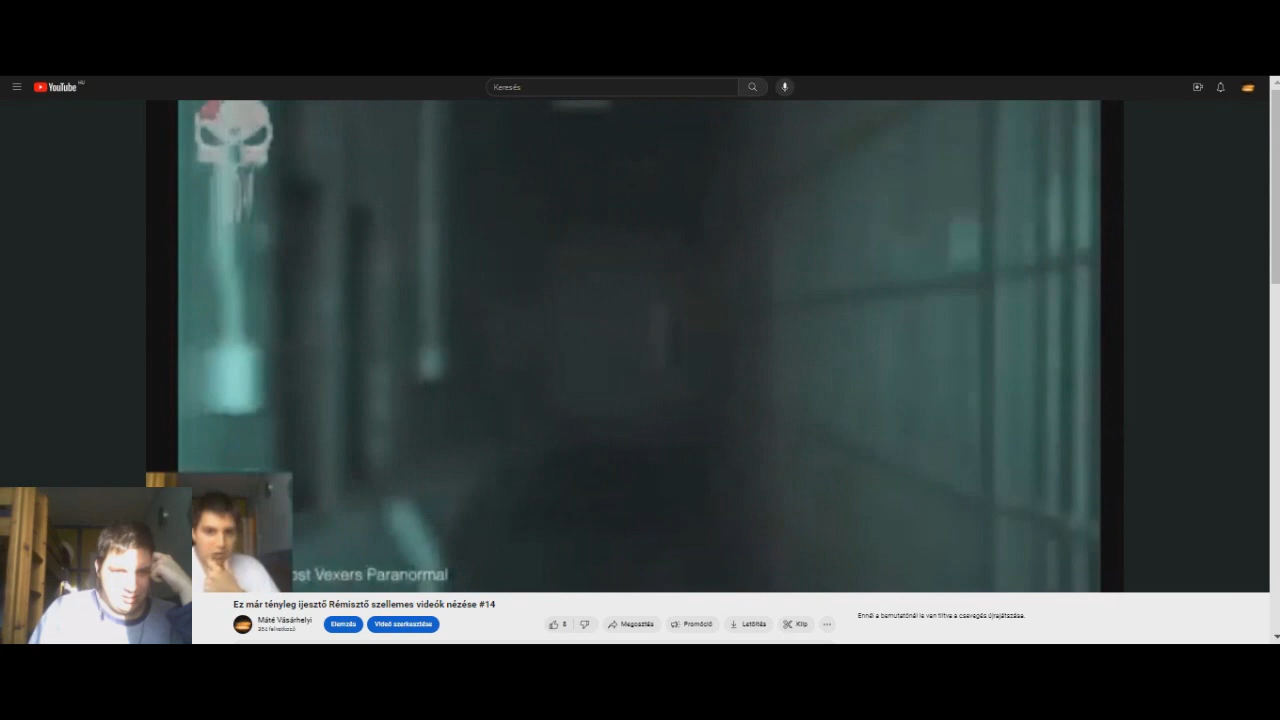 YouTube HU
Keresés
ost Vexers Paranormal
Ez már tényleg ijesztő Rémisztő szellemes videók nézése #14
Máté Vásárhelyi
Elemzés
Videó szerkesztése
8
Megosztás
Promóció
Letöltés
Klip
Ennél a bemutatónál le van tiltva a csevegés újrajátszása.